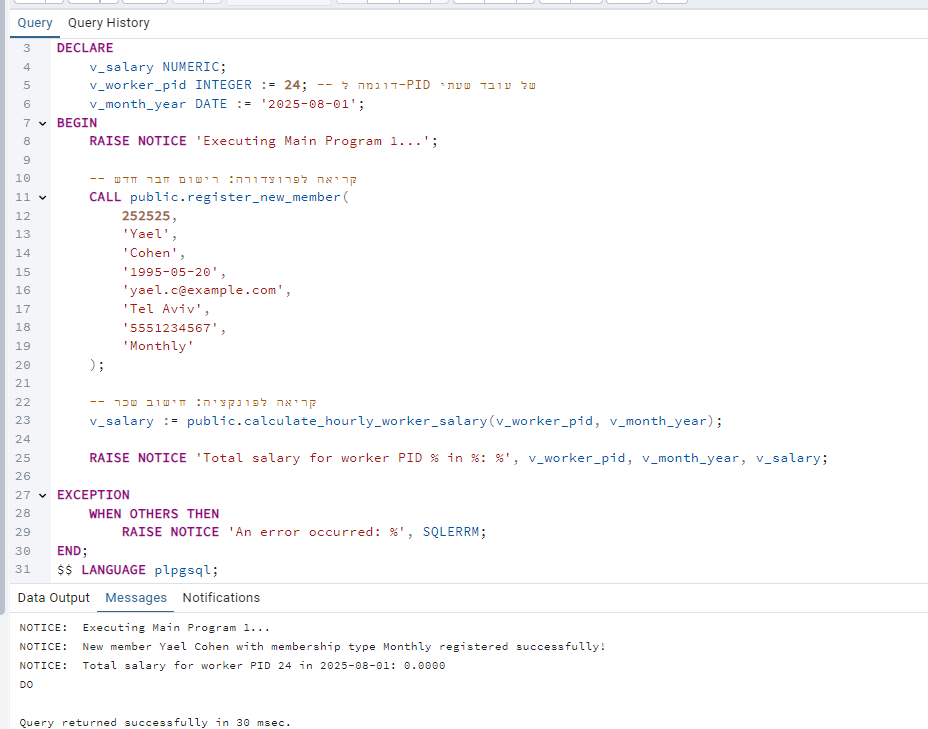 Query Query History
3 DECLARE
4 v_salary NUMERIC;
5 v_worker_pid INTEGER := 24; -- דוגמה ל-PID של עובד שעתי
6 v_month_year DATE := '2025-08-01';
7 BEGIN
8 RAISE NOTICE 'Executing Main Program 1...';
9
10 -- קריאה לפרוצדורה: רישום חבר חדש
11 CALL public.register_new_member(
12 252525,
13 'Yael',
14 'Cohen',
15 '1995-05-20',
16 'yael.c@example.com',
17 'Tel Aviv',
18 '5551234567',
19 'Monthly'
20 );
21
22 -- קריאה לפונקציה: חישוב שכר
23 v_salary := public.calculate_hourly_worker_salary(v_worker_pid, v_month_year);
24
25 RAISE NOTICE 'Total salary for worker PID % in %: %', v_worker_pid, v_month_year, v_salary;
26
27 EXCEPTION
28 WHEN OTHERS THEN
29 RAISE NOTICE 'An error occurred: %', SQLERRM;
30 END;
31 $$ LANGUAGE plpgsql;
Data Output Messages Notifications
NOTICE: Executing Main Program 1...
NOTICE: New member Yael Cohen with membership type Monthly registered successfully!
NOTICE: Total salary for worker PID 24 in 2025-08-01: 0.0000
DO
Query returned successfully in 30 msec.